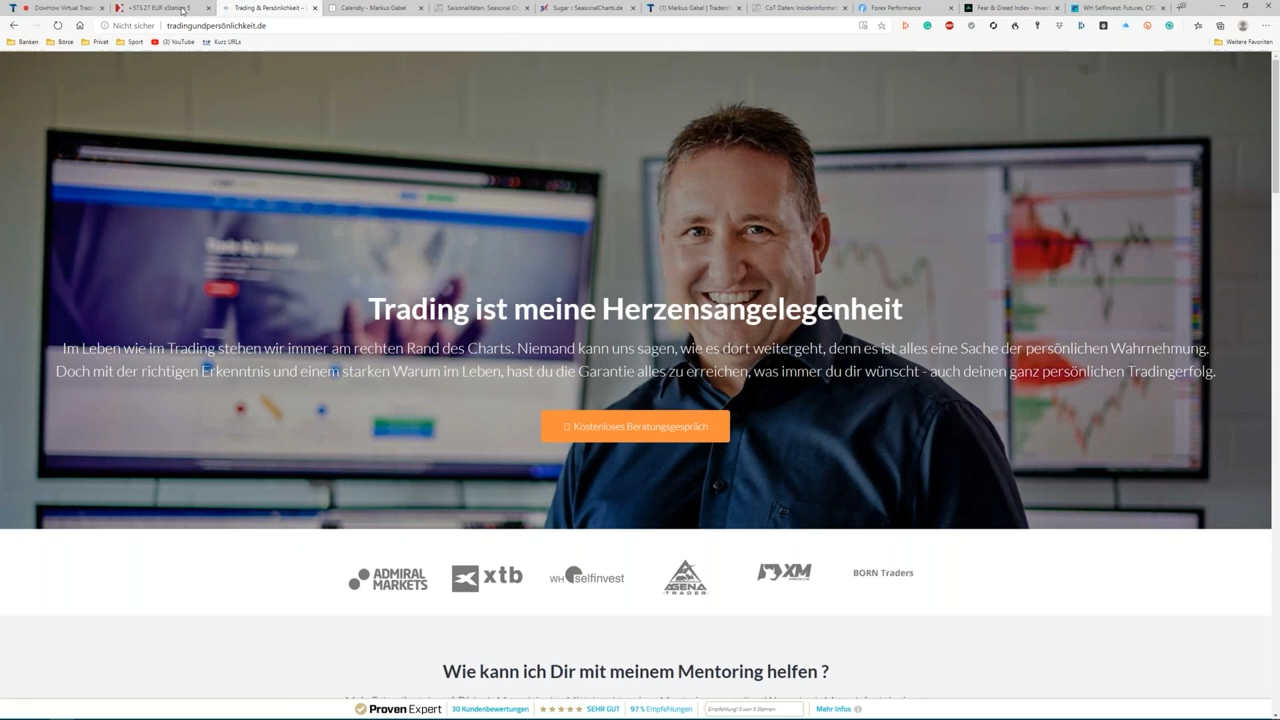 DowHow Virtual Tradi
+573.27 EUR xStation 5
Trading & Persönlichkeit –
Calendly - Markus Gabel
Saisonalitäten, Seasonal Ch
Sugar :: SeasonalCharts.de
(1) Markus Gabel | Traders
CoT Daten: Insiderinformat
Forex Performance
Fear & Greed Index - Inves
WH SelfInvest: Futures, CFD
Nicht sicher
tradingundpersönlichkeit.de
Banken
Börse
Privat
Sport
(3) YouTube
Kurz URLs
Weitere Favoriten
Trading ist meine Herzensangelegenheit
Im Leben wie im Trading stehen wir immer am rechten Rand des Charts. Niemand kann uns sagen, wie es dort weitergeht, denn es ist alles eine Sache der persönlichen Wahrnehmung.
Doch mit der richtigen Erkenntnis und einem starken Warum im Leben, hast du die Garantie alles zu erreichen, was immer du dir wünscht - auch deinen ganz persönlichen Tradingerfolg.
Kostenloses Beratungsgespräch
ADMIRAL MARKETS
xtb
WH selfinvest
AGENA TRADER
XM
BORN Traders
Wie kann ich Dir mit meinem Mentoring helfen ?
Proven Expert
30 Kundenbewertungen
SEHR GUT
97 % Empfehlungen
Empfehlung! 5 von 5 Sternen
Mehr Infos